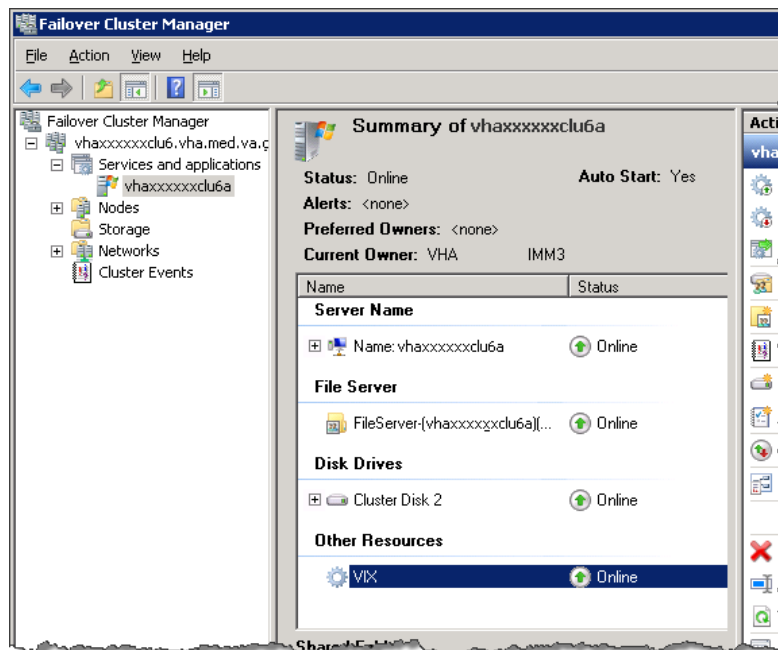 Failover Cluster Manager
File Action View Help
Failover Cluster Manager
vhaxxxxxxclu6.vha.med.va.g
Services and applications
vhaxxxxxxclu6a
Nodes
Storage
Networks
Cluster Events
Summary of vhaxxxxxxclu6a
Status: Online Auto Start: Yes
Alerts: <none>
Preferred Owners: <none>
Current Owner: VHA IMM3
Name Status
Server Name
Name: vhaxxxxxxclu6a Online
File Server
FileServer-(vhaxxxxxxclu6a)(... Online
Disk Drives
Cluster Disk 2 Online
Other Resources
VIX Online
Acti
vha